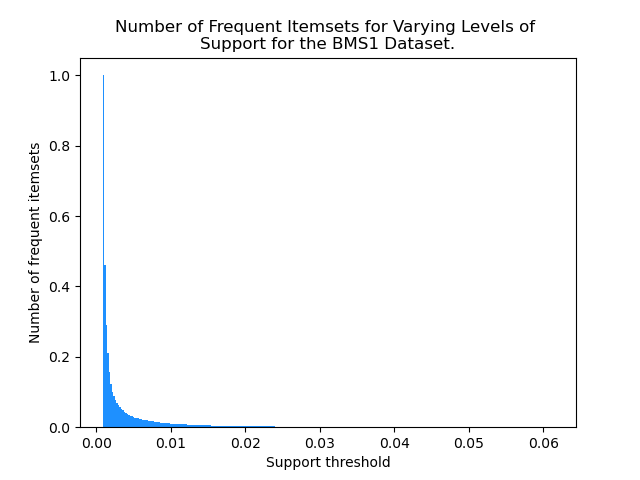 Number of Frequent Itemsets for Varying Levels of
Support for the BMS1 Dataset.
Number of frequent itemsets
1.0
0.8
0.6
0.4
0.2
0.0
0.00 0.01 0.02 0.03 0.04 0.05 0.06
Support threshold